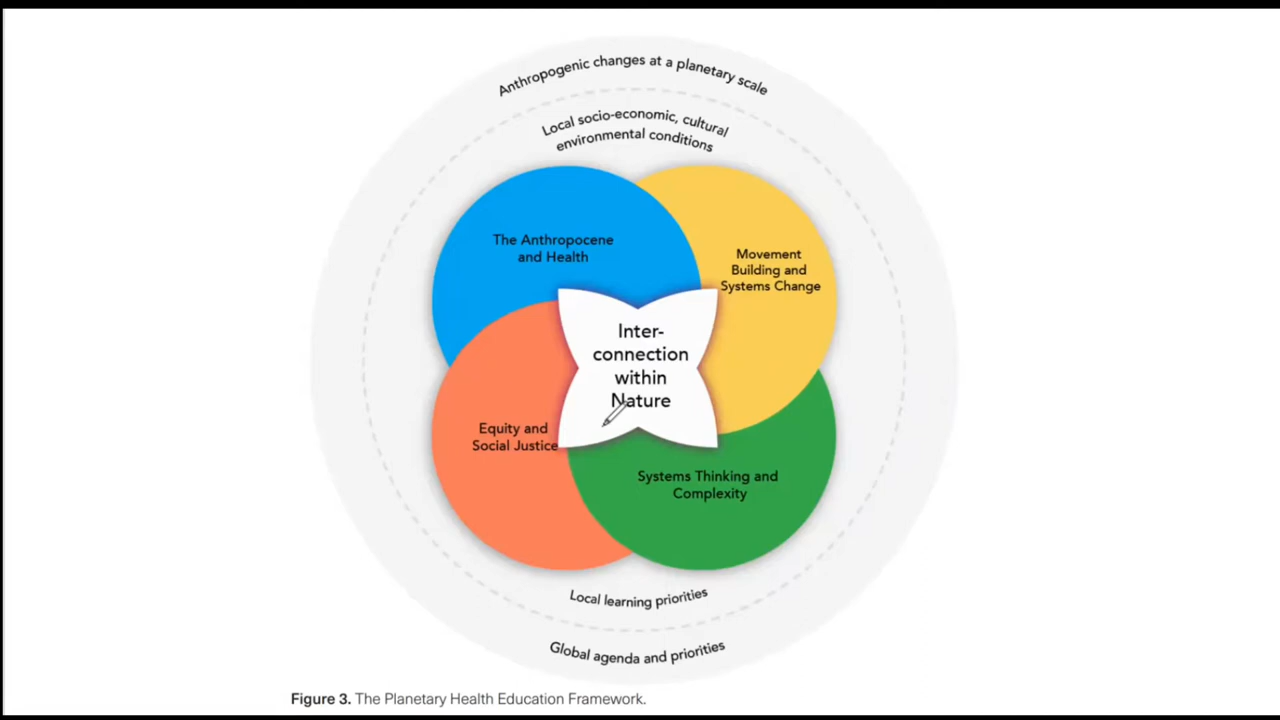 Anthropogenic changes at a planetary scale
Local socio-economic, cultural
environmental conditions
The Anthropocene
and Health
Movement
Building and
Systems Change
Inter-
connection
within
Nature
Equity and
Social Justice
Systems Thinking and
Complexity
Local learning priorities
Global agenda and priorities
Figure 3. The Planetary Health Education Framework.